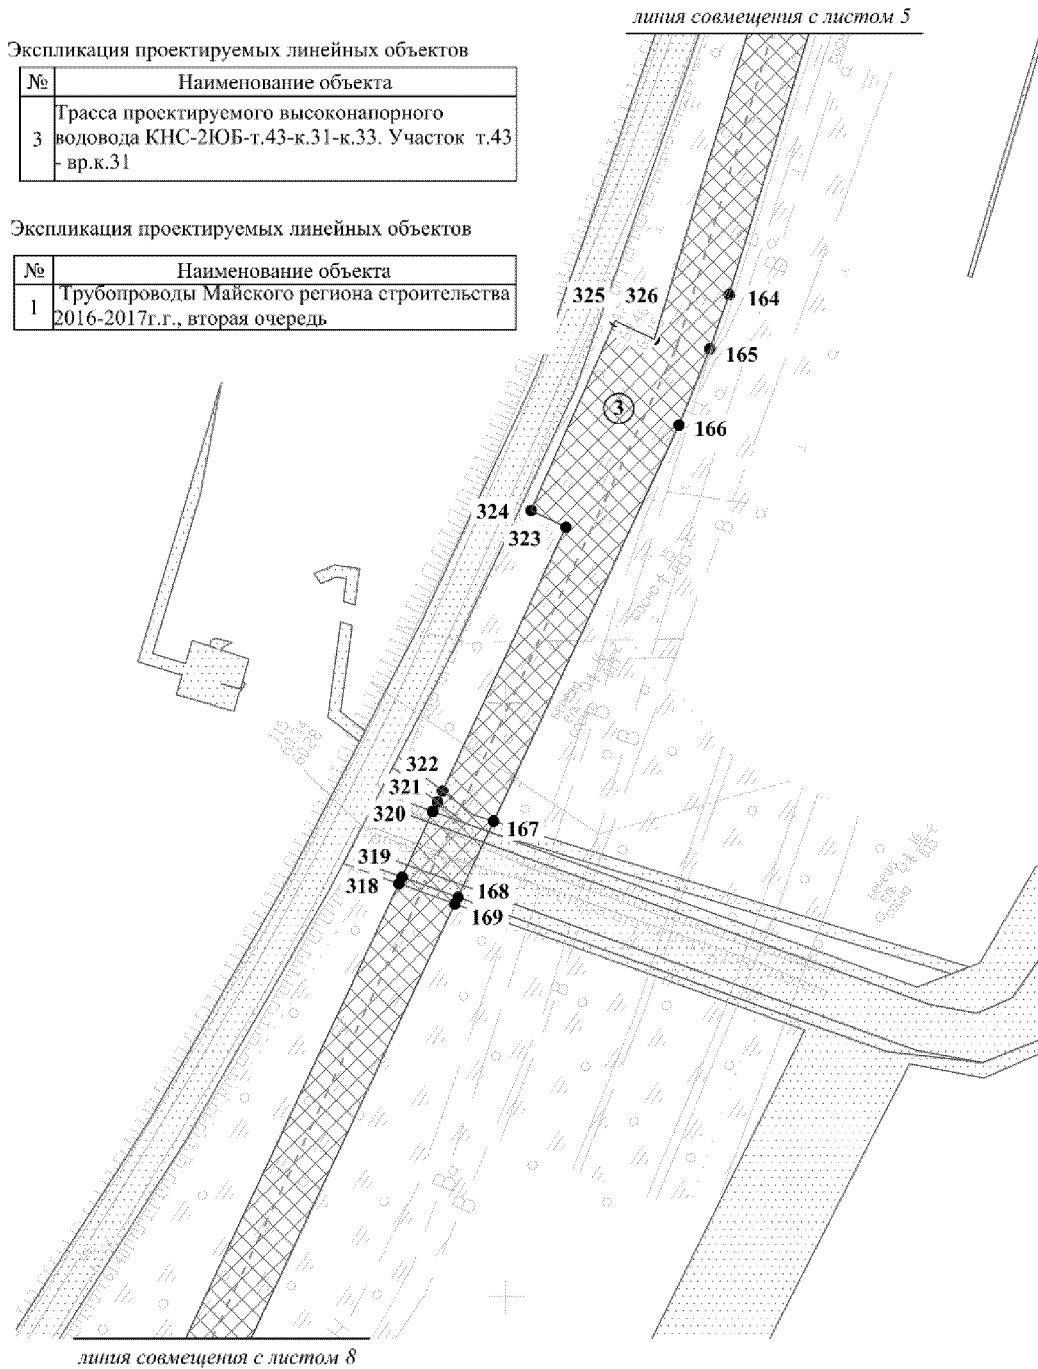 линия совмещения с листом 5
Экспликация проектируемых линейных объектов
№ Наименование объекта
3 Трасса проектируемого высоконапорного
водовода КНС-2ЮБ-т.43-к.31-к.33. Участок т.43
- вр.к.31
Экспликация проектируемых линейных объектов
№ Наименование объекта
1 Трубопроводы Майского региона строительства
2016-2017г.г., вторая очередь
325 326
164
165
3
166
324
323
322
321
320
167
319
318
168
169
линия совмещения с листом 8